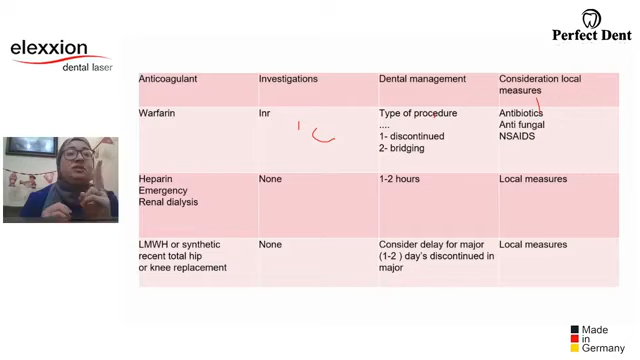 elexxion
dental laser
Perfect Dent
Anticoagulant
Investigations
Dental management
Consideration local
measures
Warfarin
Inr
Type of procedure
....
1- discontinued
2- bridging
Antibiotics
Anti fungal
NSAIDS
Heparin
Emergency
Renal dialysis
None
1-2 hours
Local measures
LMWH or synthetic
recent total hip
or knee replacement
None
Consider delay for major
(1-2 ) day's discontinued in
major
Local measures
Made
in
Germany